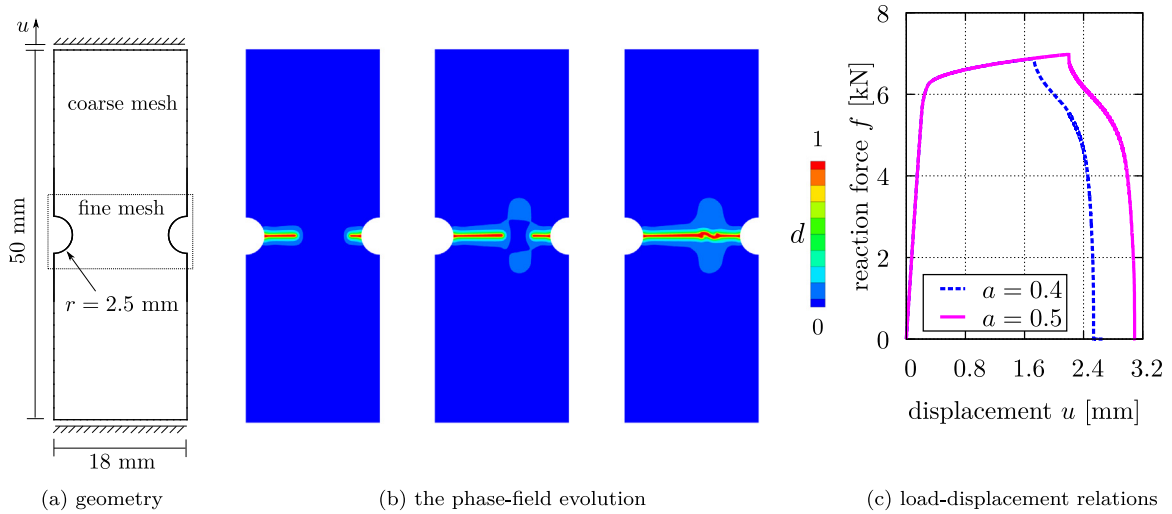 u
coarse mesh
fine mesh
50 mm
r = 2.5 mm
18 mm
(a) geometry
1
d
0
(b) the phase-field evolution
8
6
4
2
0
reaction force f [kN]
a = 0.4
a = 0.5
0 0.8 1.6 2.4 3.2
displacement u [mm]
(c) load-displacement relations